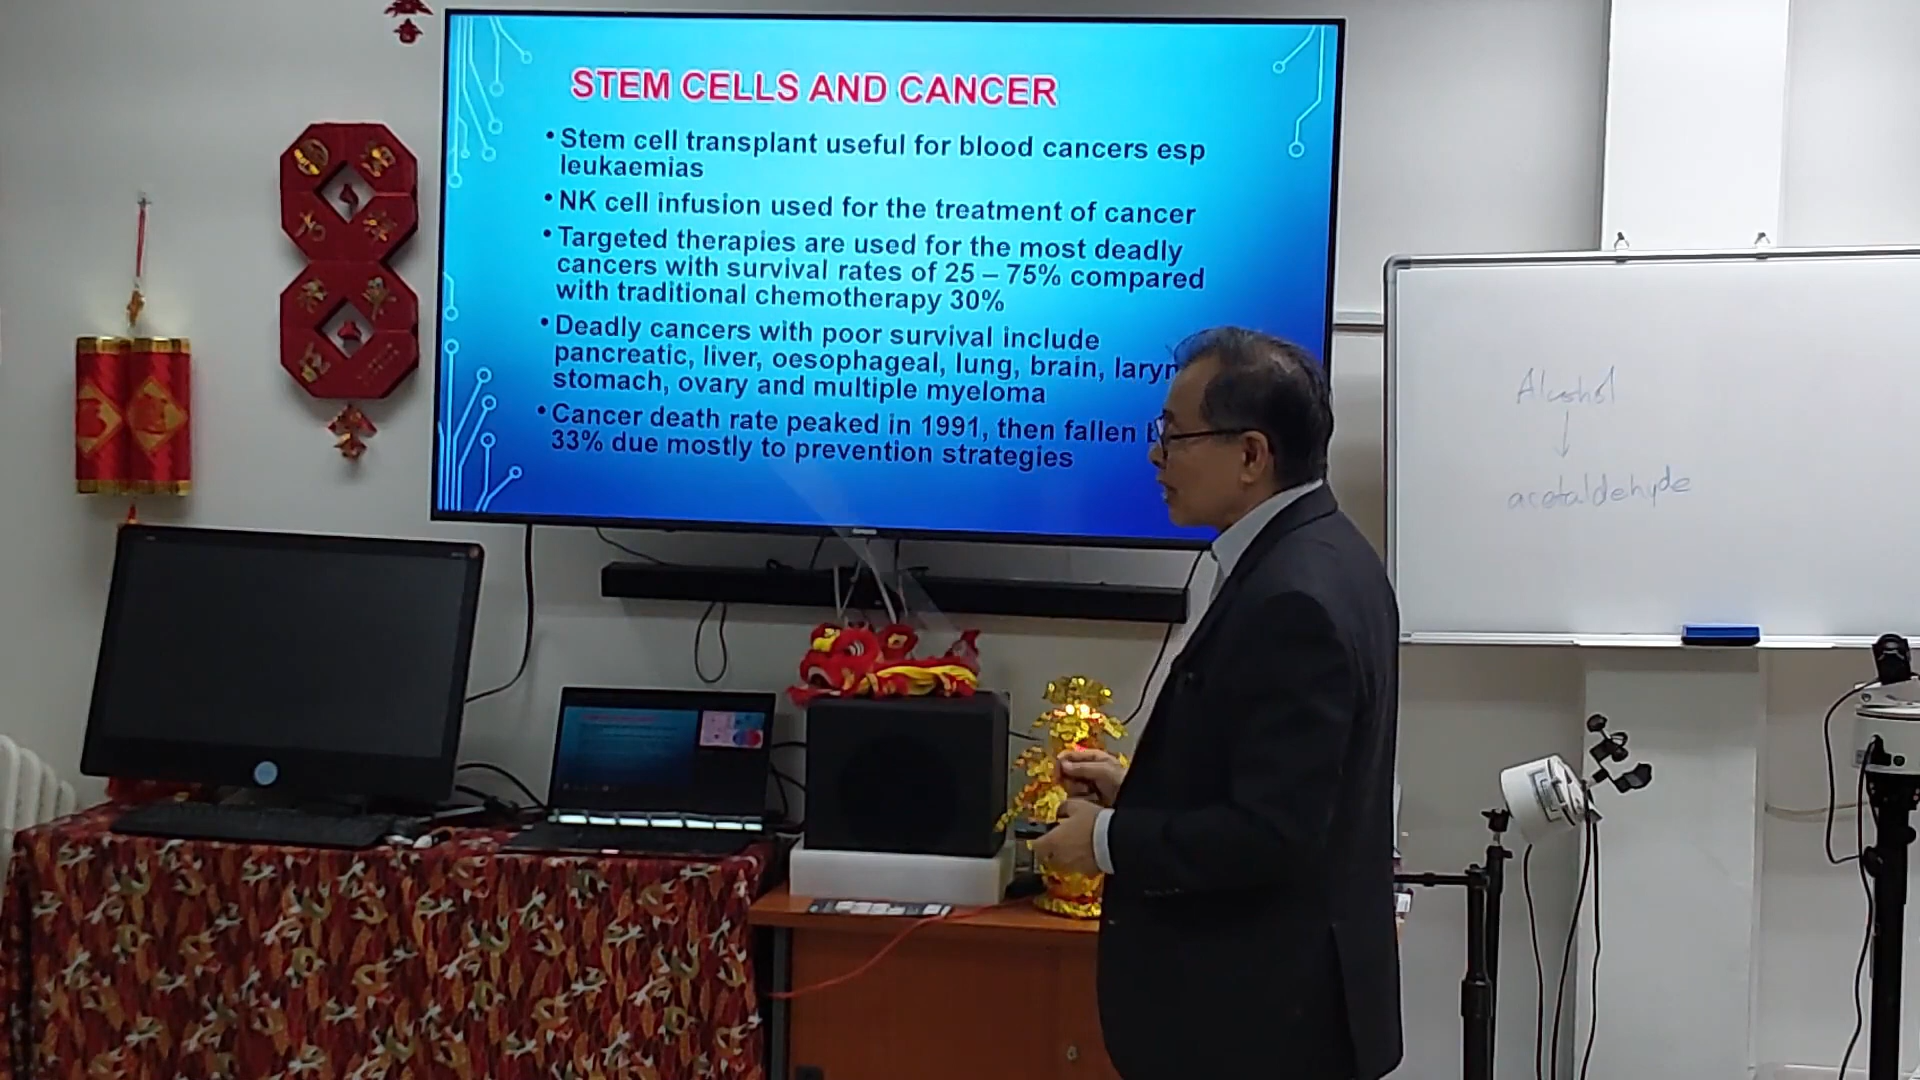 STEM CELLS AND CANCER
• Stem cell transplant useful for blood cancers esp
leukaemias
• NK cell infusion used for the treatment of cancer
• Targeted therapies are used for the most deadly
cancers with survival rates of 25 – 75% compared
with traditional chemotherapy 30%
• Deadly cancers with poor survival include
pancreatic, liver, oesophageal, lung, brain, laryn
stomach, ovary and multiple myeloma
• Cancer death rate peaked in 1991, then fallen
33% due mostly to prevention strategies
Alcohol
↓
acetaldehyde